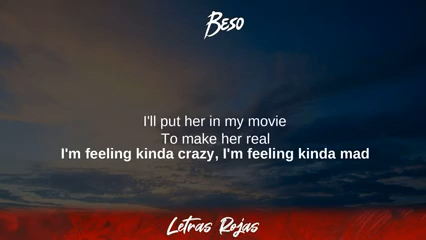 Beso
I'll put her in my movie
To make her real
I'm feeling kinda crazy, I'm feeling kinda mad
Letras Rojas